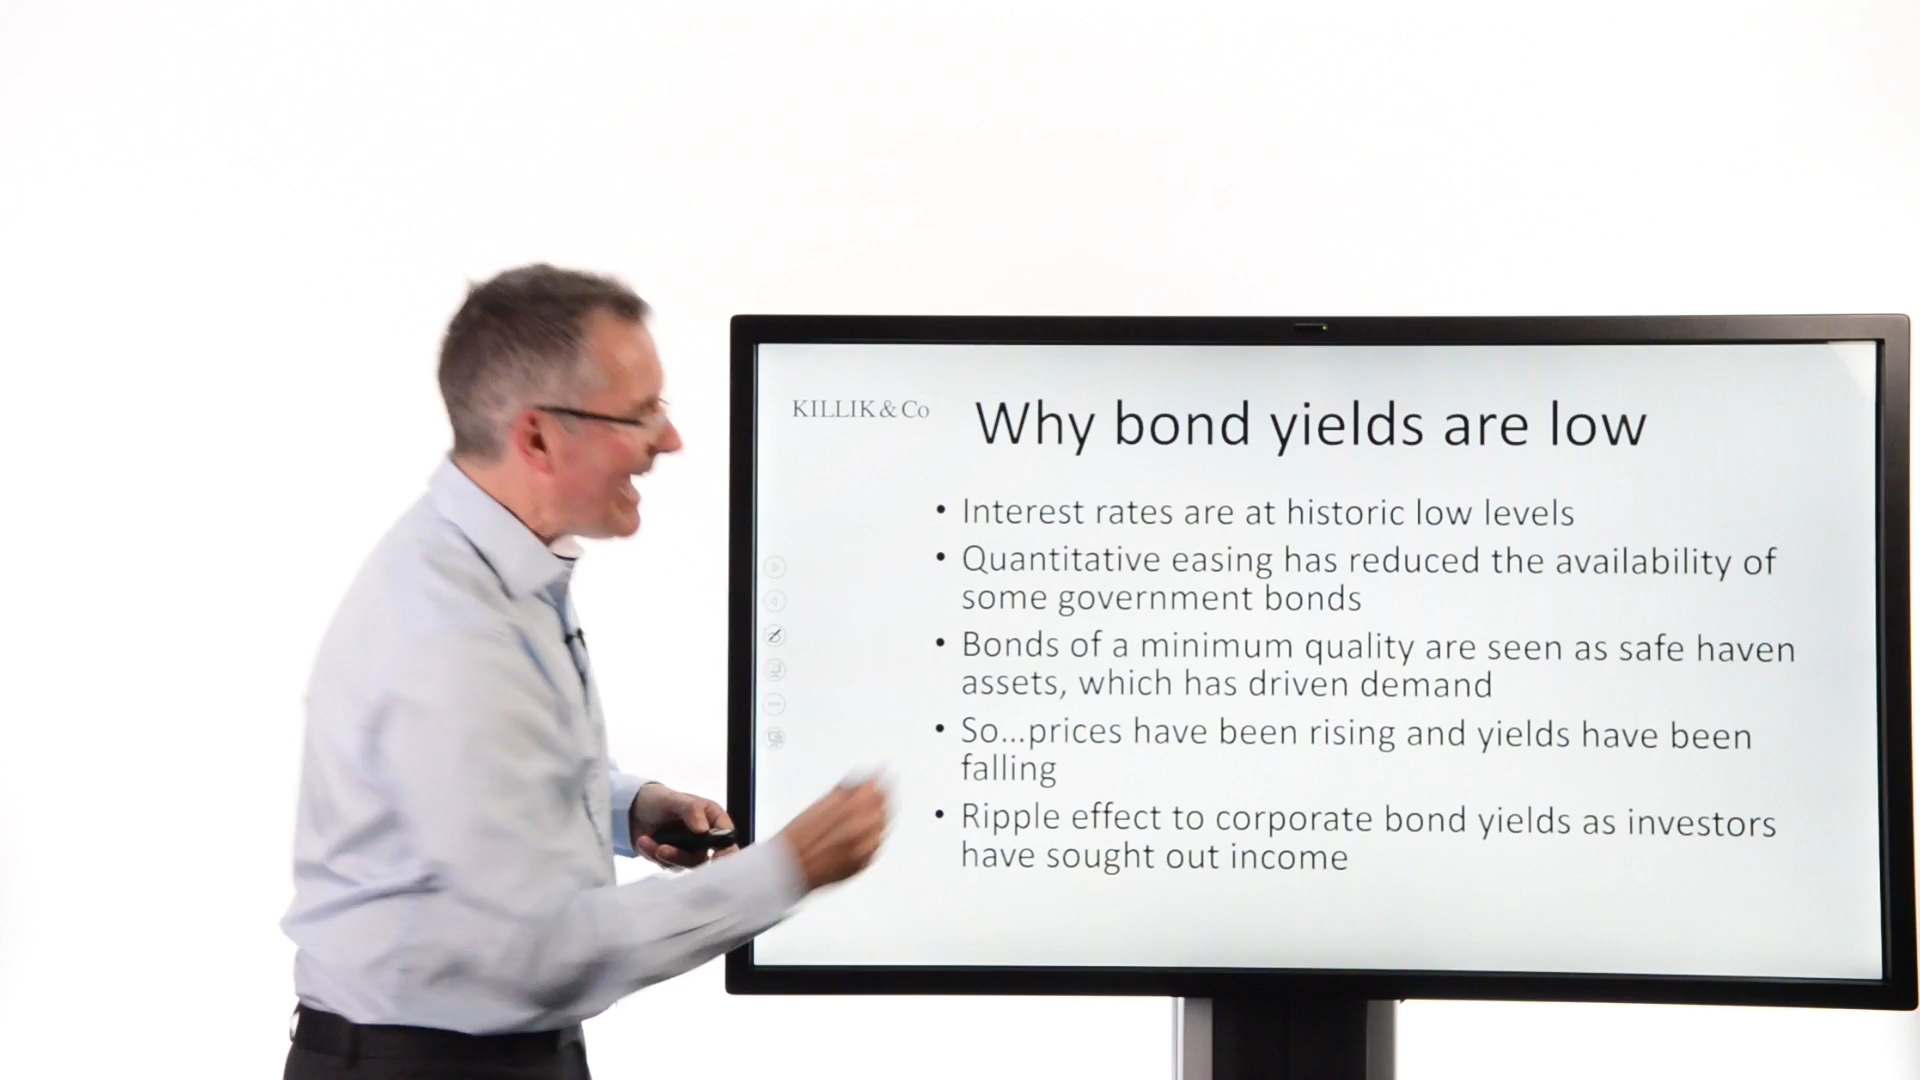 KILLIK & Co
Why bond yields are low
• Interest rates are at historic low levels
• Quantitative easing has reduced the availability of
some government bonds
• Bonds of a minimum quality are seen as safe haven
assets, which has driven demand
• So...prices have been rising and yields have been
falling
• Ripple effect to corporate bond yields as investors
have sought out income